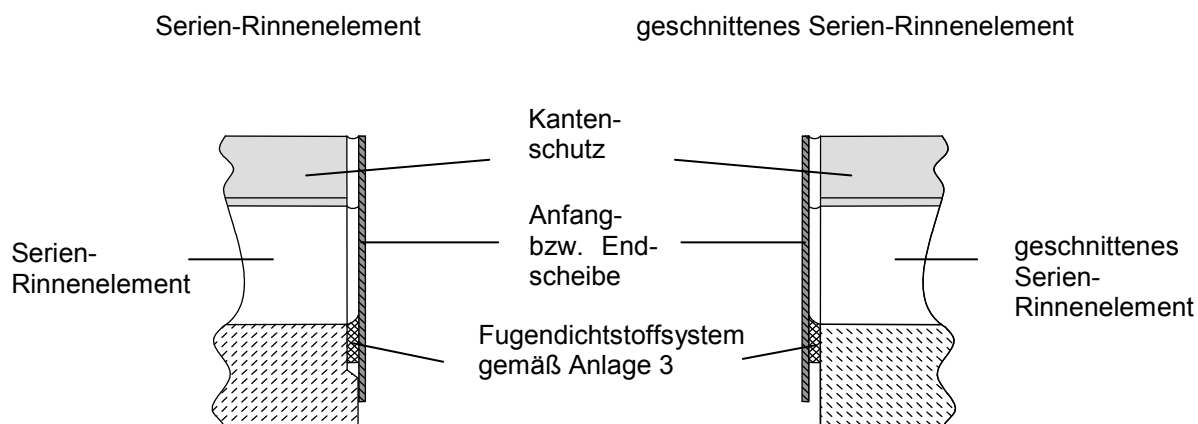 Serien-Rinnenelement
geschnittenes Serien-Rinnenelement
Kanten-
schutz
Anfang-
bzw. End-
scheibe
Serien-
Rinnenelement
geschnittenes
Serien-
Rinnenelement
Fugendichtstoffsystem
gemäß Anlage 3